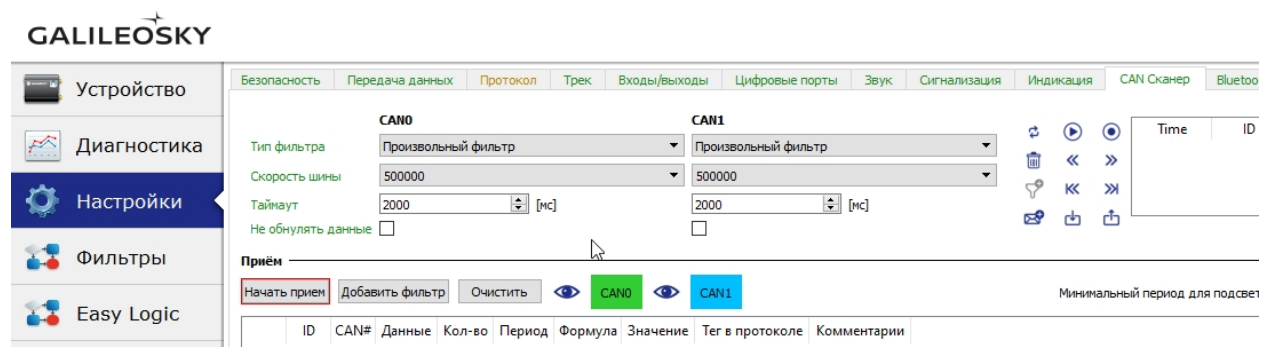 GALILEOSKY
Устройство
Диагностика
Настройки
Фильтры
Easy Logic
Безопасность Передача данных Протокол Трек Входы/выходы Цифровые порты Звук Сигнализация Индикация CAN Сканер Bluetoo
CAN0 CAN1
Тип фильтра Произвольный фильтр Произвольный фильтр
Скорость шины 500000 500000
Таймаут 2000 [мс] 2000 [мс]
Не обнулять данные
Time ID
Приём
Начать прием Добавить фильтр Очистить CAN0 CAN1 Минимальный период для подсвет
ID CAN# Данные Кол-во Период Формула Значение Тег в протоколе Комментарии